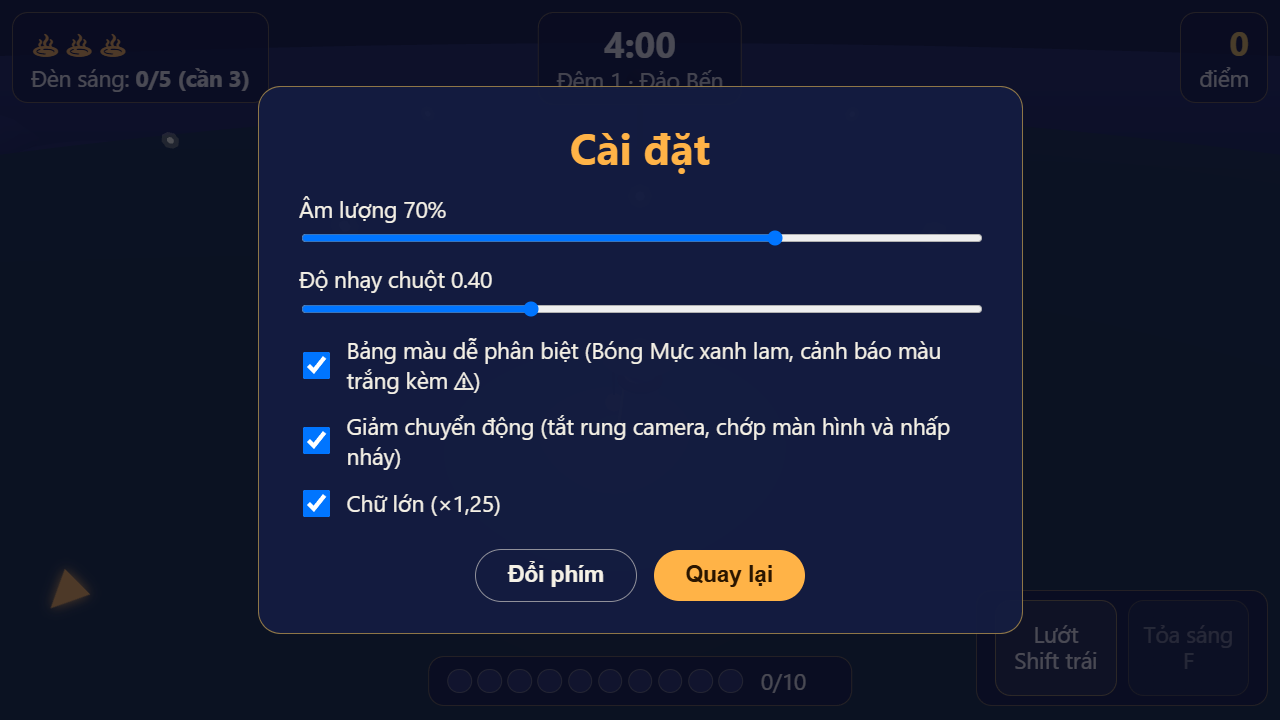 4:00
0
Đèn sáng: 0/5 (cần 3)
Đêm 1 · Đảo Bến
điểm
Cài đặt
Âm lượng 70%
Độ nhạy chuột 0.40
Bảng màu dễ phân biệt (Bóng Mực xanh lam, cảnh báo màu
trắng kèm ⚠)
Giảm chuyển động (tắt rung camera, chớp màn hình và nhấp
nháy)
Chữ lớn (×1,25)
Đổi phím
Quay lại
Lướt
Shift trái
Tỏa sáng
F
0/10